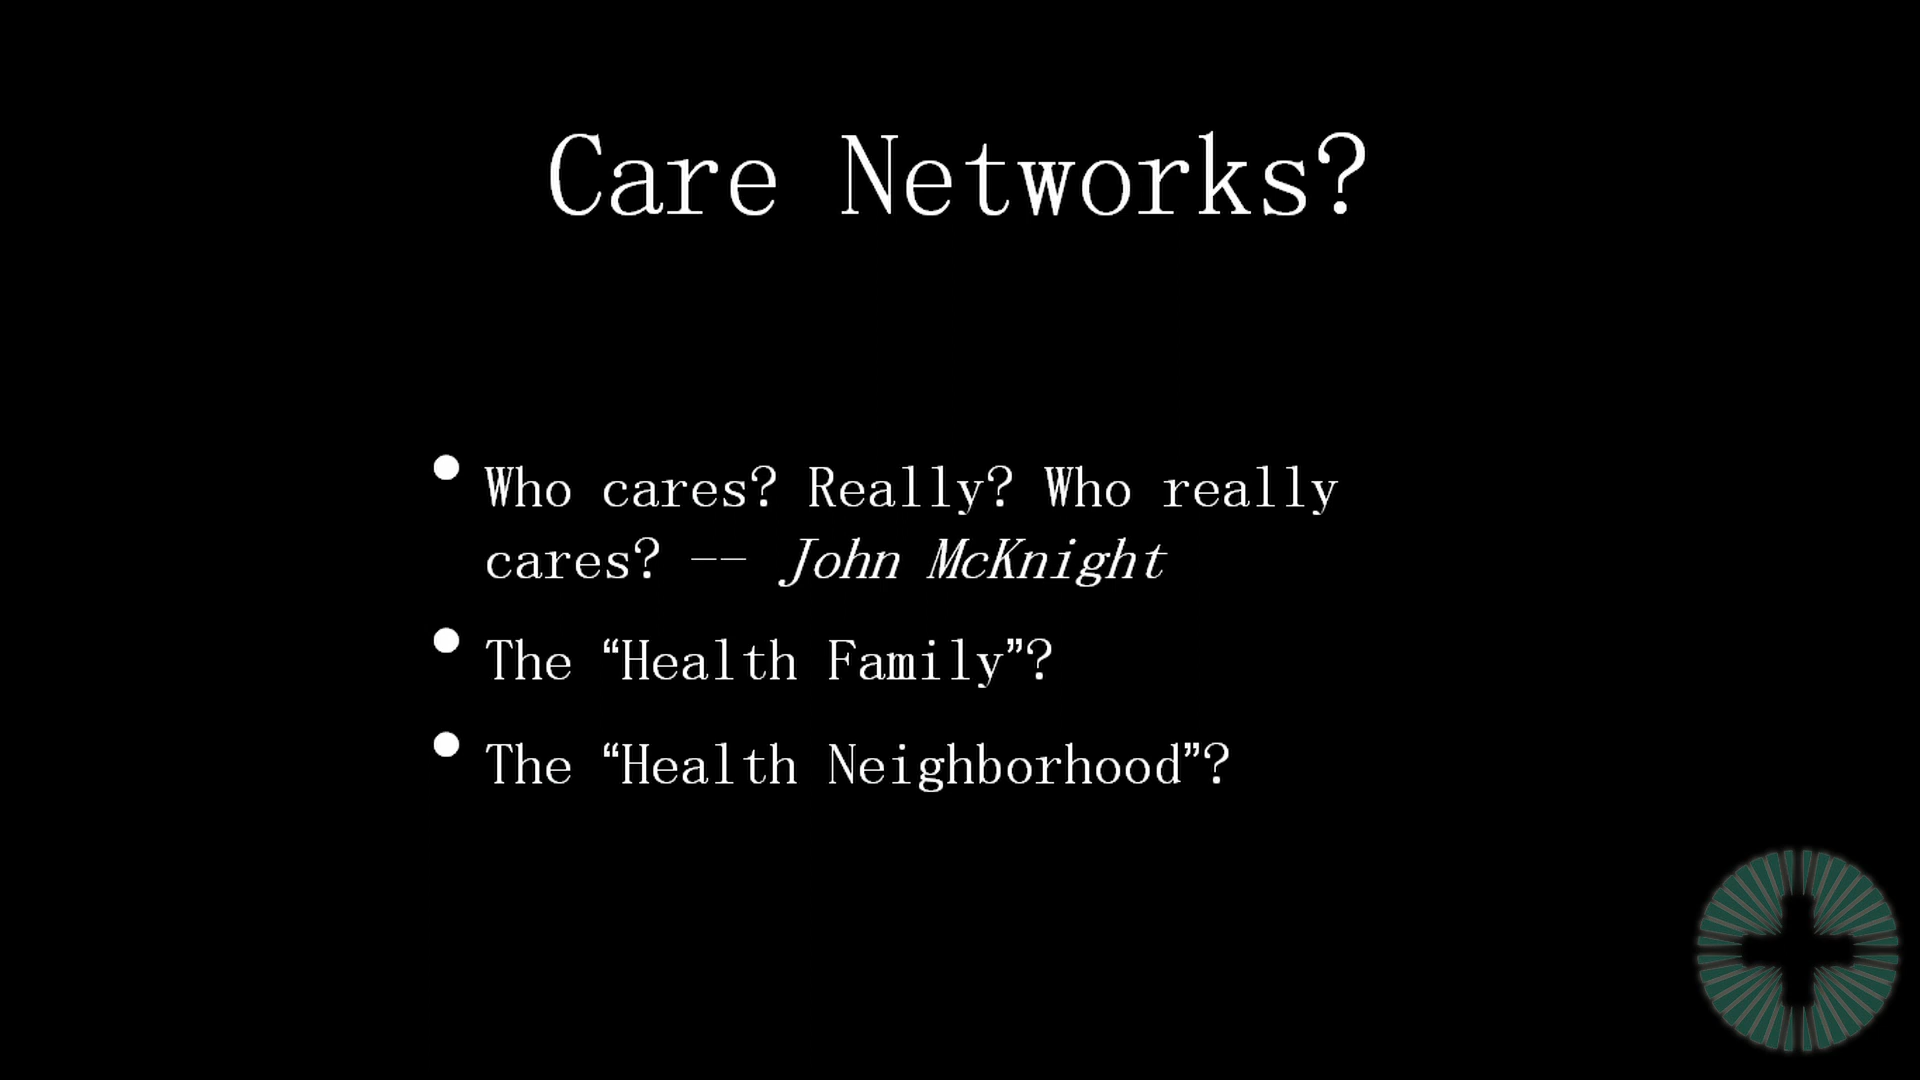 Care Networks?
• Who cares? Really? Who really
cares? -- John McKnight
• The “Health Family”?
• The “Health Neighborhood”?